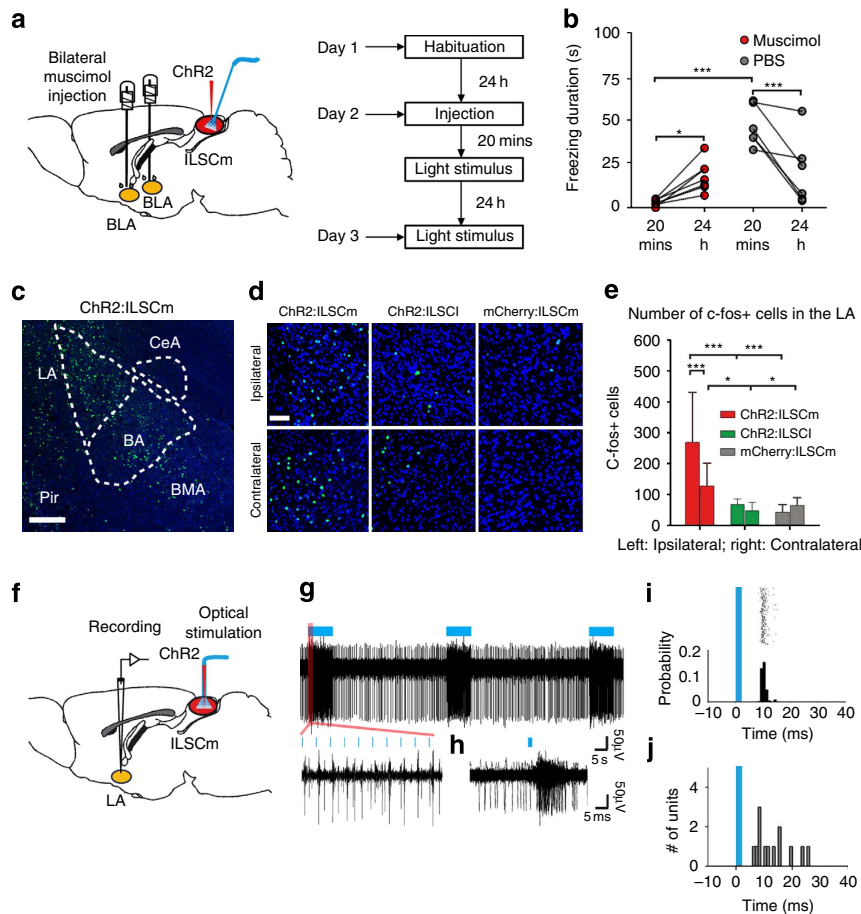 a
Bilateral
muscimol
injection
ChR2
ILSCm
BLA
BLA
Day 1
Habituation
24 h
Day 2
Injection
20 mins
Light stimulus
24 h
Day 3
Light stimulus
b
Freezing duration (s)
100
75
50
25
0
Muscimol
PBS
***
***
*
20 mins
24 h
20 mins
24 h
c
ChR2:ILSCm
CeA
LA
BA
BMA
Pir
d
ChR2:ILSCm
ChR2:ILSCI
mCherry:ILSCm
Ipsilateral
Contralateral
e
Number of c-fos+ cells in the LA
C-fos+ cells
600
500
400
300
200
100
0
*** ***
***
* *
ChR2:ILSCm
ChR2:ILSCI
mCherry:ILSCm
Left: Ipsilateral; right: Contralateral
f
Recording
Optical
stimulation
ChR2
ILSCm
LA
g
50µV
5 s
h
50µV
5 ms
i
Probability
0.2
0.1
0
–10 0 10 20 30 40
Time (ms)
j
# of units
4
2
0
–10 0 10 20 30 40
Time (ms)